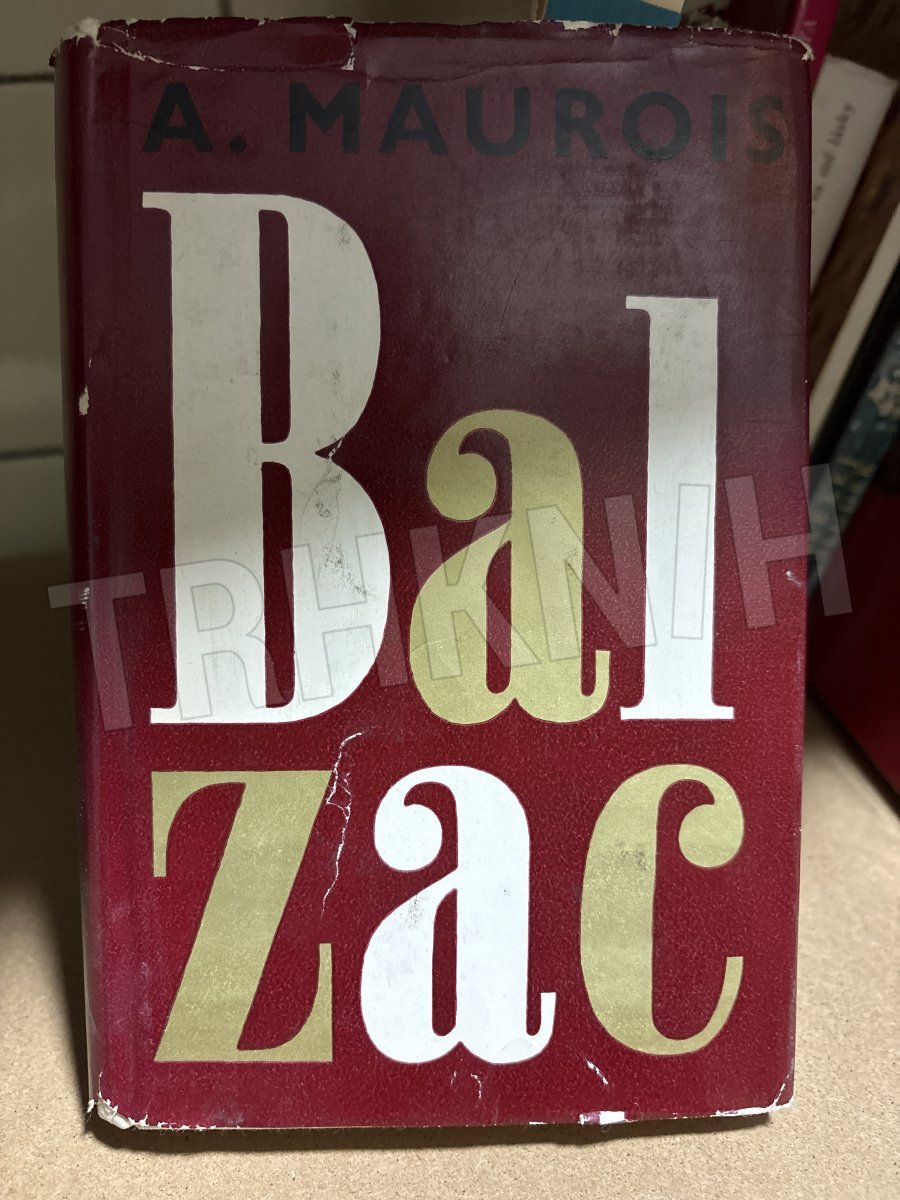 A. MAUROIS
Bal
zac
TRHKNIH